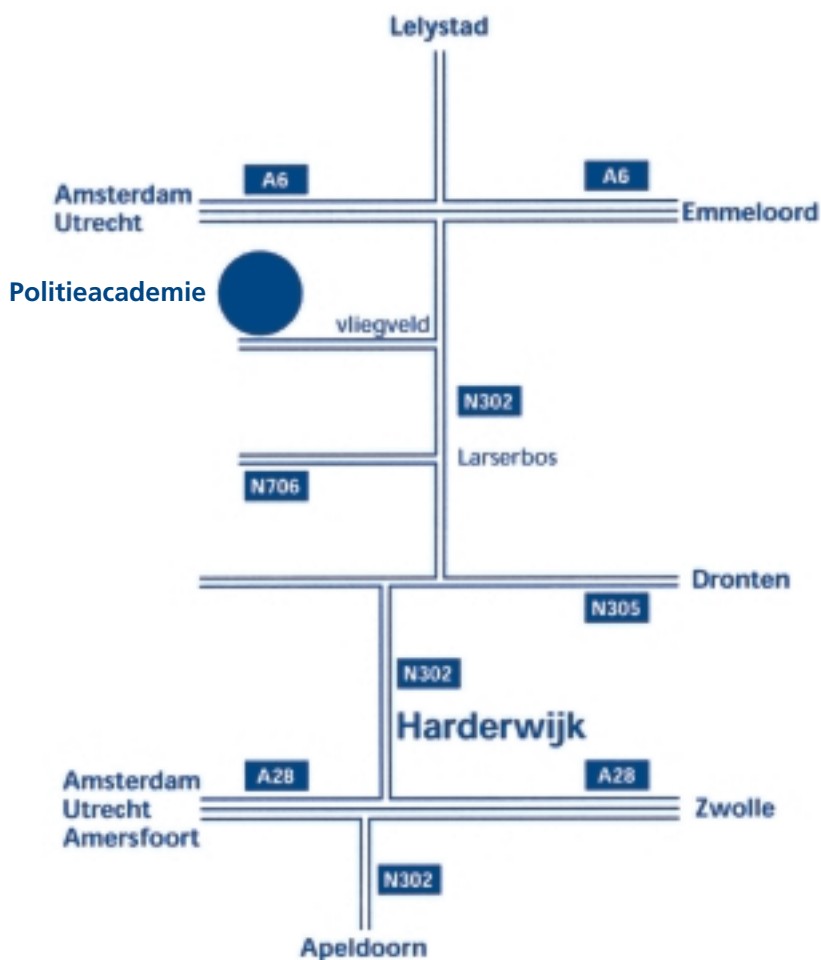 Lelystad
A6
A6
Amsterdam
Utrecht
Emmeloord
Politieacademie
vliegveld
N302
Larserbos
N706
Dronten
N305
N302
Harderwijk
A28
A28
Amsterdam
Utrecht
Amersfoort
Zwolle
N302
Apeldoorn